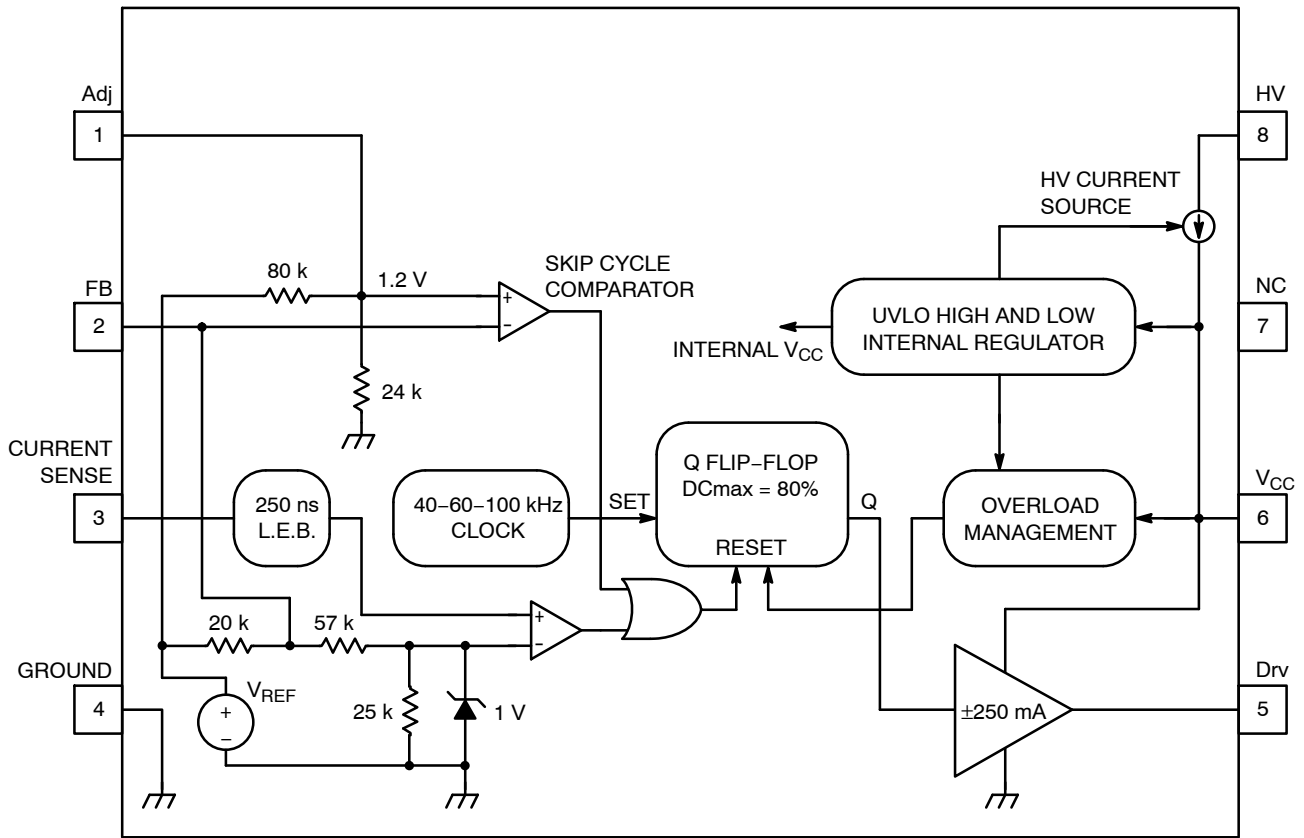 Adj
1
HV
8
HV CURRENT
SOURCE
80 k
1.2 V
SKIP CYCLE
COMPARATOR
FB
2
+
−
NC
7
UVLO HIGH AND LOW
INTERNAL REGULATOR
INTERNAL VCC
24 k
CURRENT
SENSE
3
250 ns
L.E.B.
40−60−100 kHz
CLOCK
SET
Q FLIP−FLOP
DCmax = 80%
RESET
Q
OVERLOAD
MANAGEMENT
VCC
6
20 k
57 k
+
−
GROUND
4
VREF
+
−
25 k
1 V
±250 mA
Drv
5